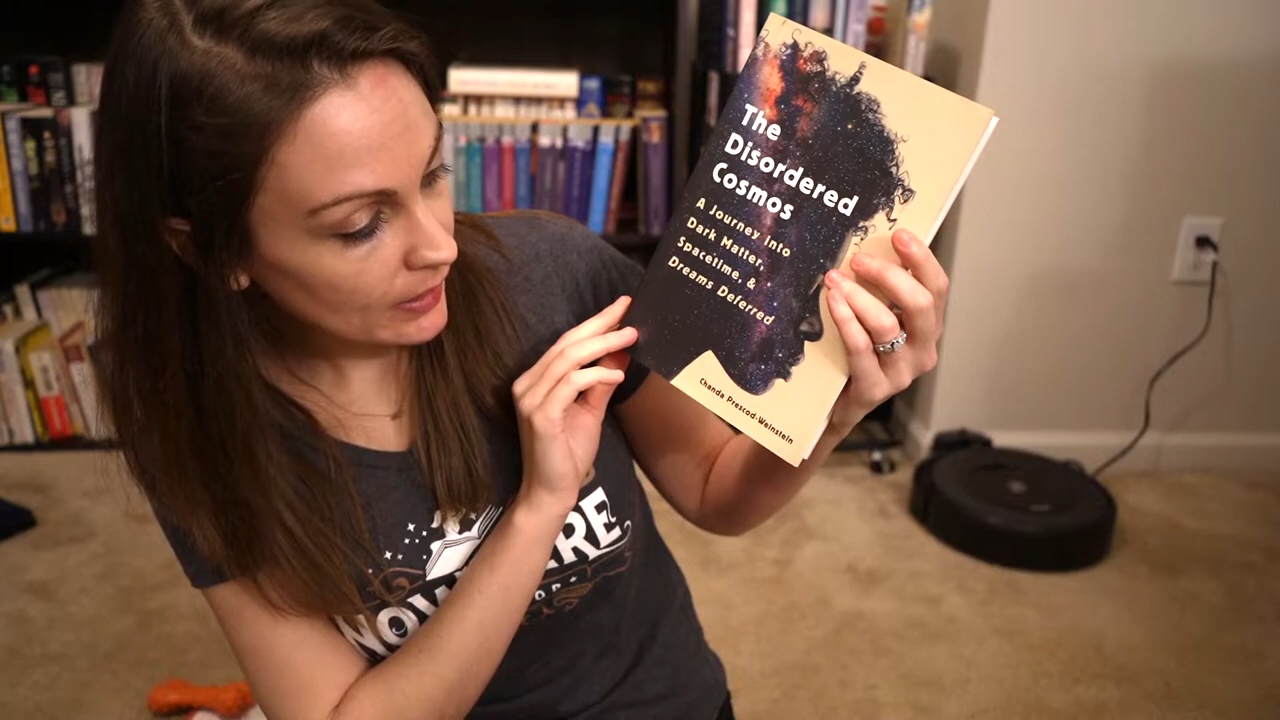 The
Disordered
Cosmos
A Journey into
Dark Matter,
Spacetime, &
Dreams Deferred
Chanda Prescod-Weinstein